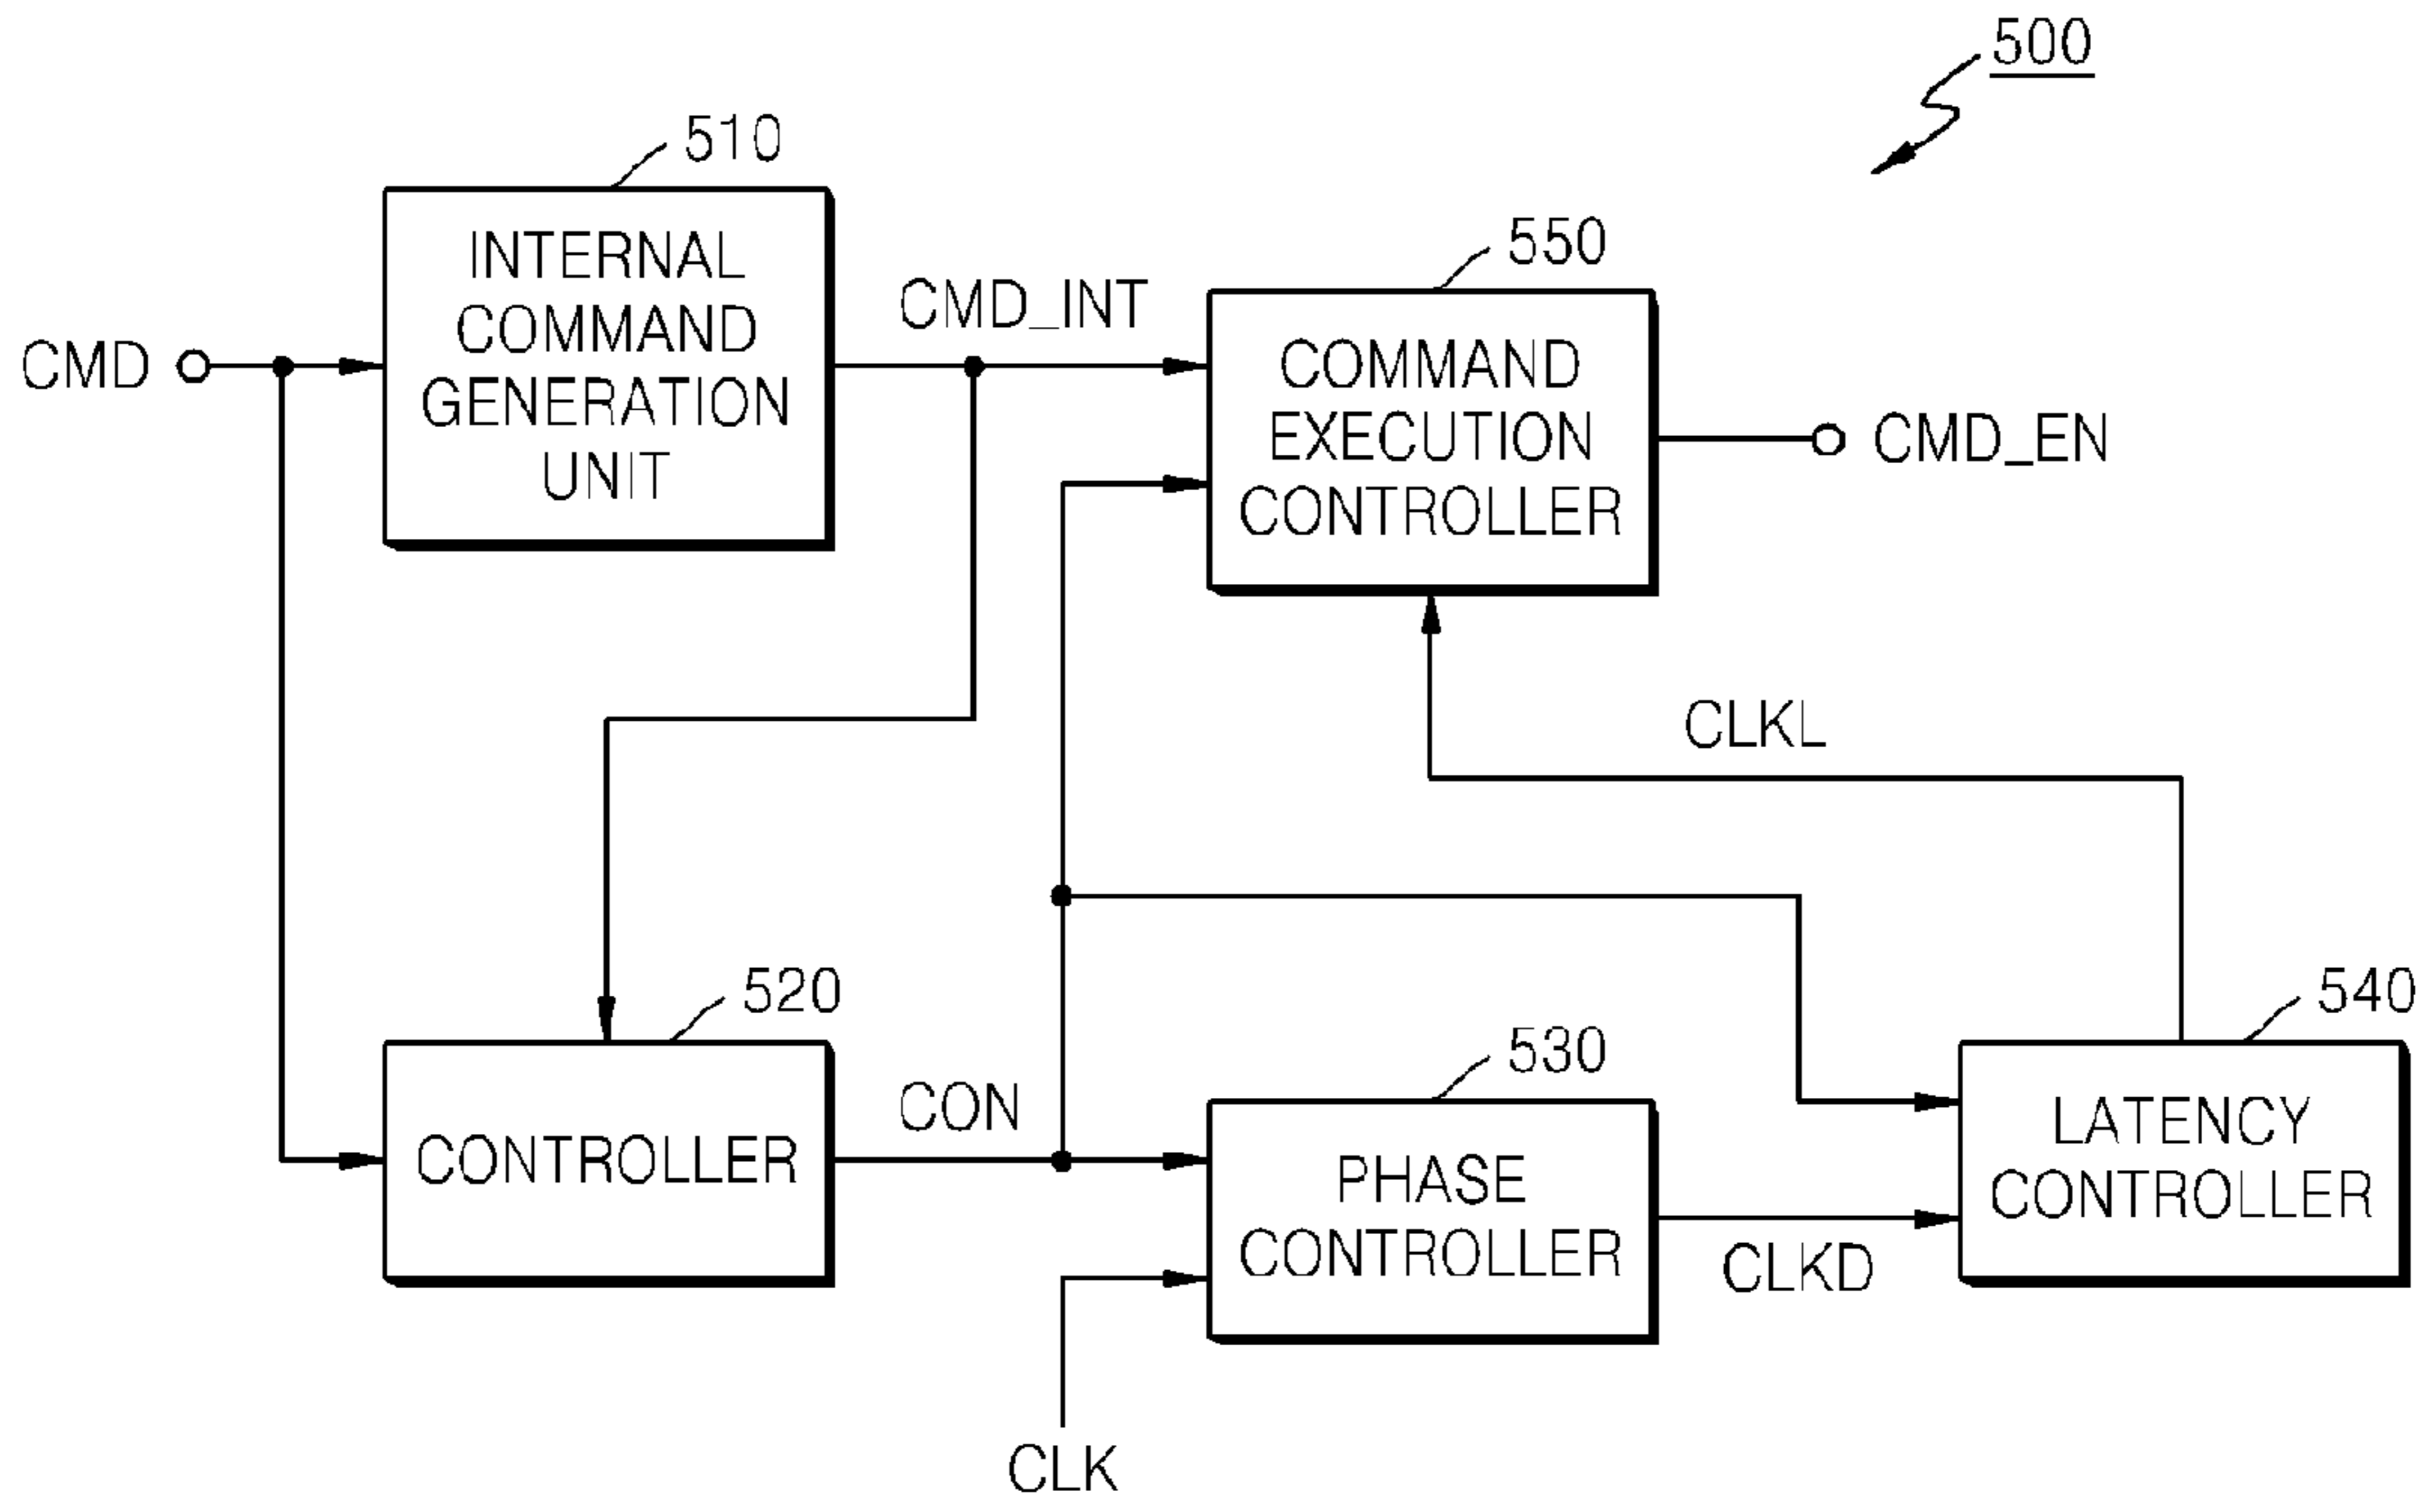 500
510
INTERNAL
COMMAND
GENERATION
UNIT
CMD
CMD_INT
550
COMMAND
EXECUTION
CONTROLLER
CMD_EN
CLKL
520
CONTROLLER
CON
530
PHASE
CONTROLLER
CLK
CLKD
540
LATENCY
CONTROLLER